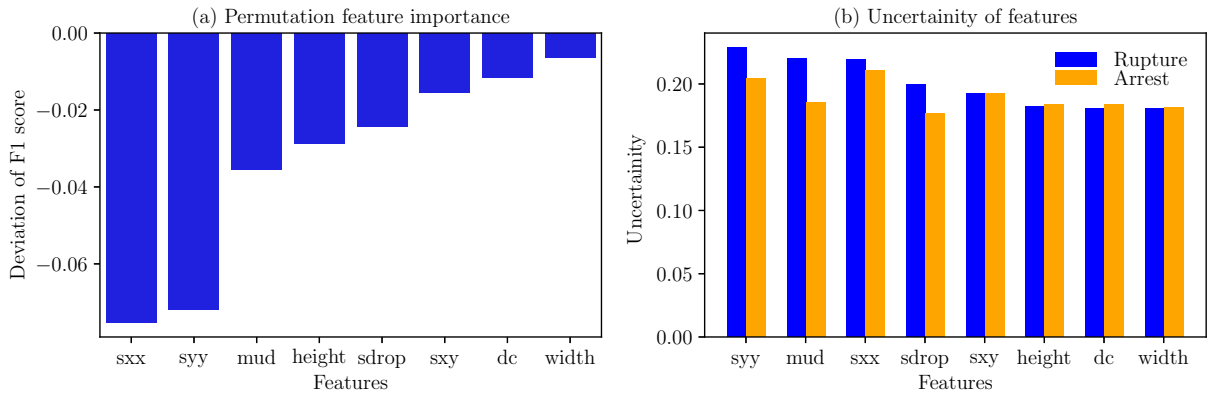 (a) Permutation feature importance
0.00
−0.02
−0.04
−0.06
Deviation of F1 score
sxx syy mud height sdrop sxy dc width
Features
(b) Uncertainity of features
Rupture
Arrest
0.20
0.15
0.10
0.05
0.00
Uncertainity
syy mud sxx sdrop sxy height dc width
Features